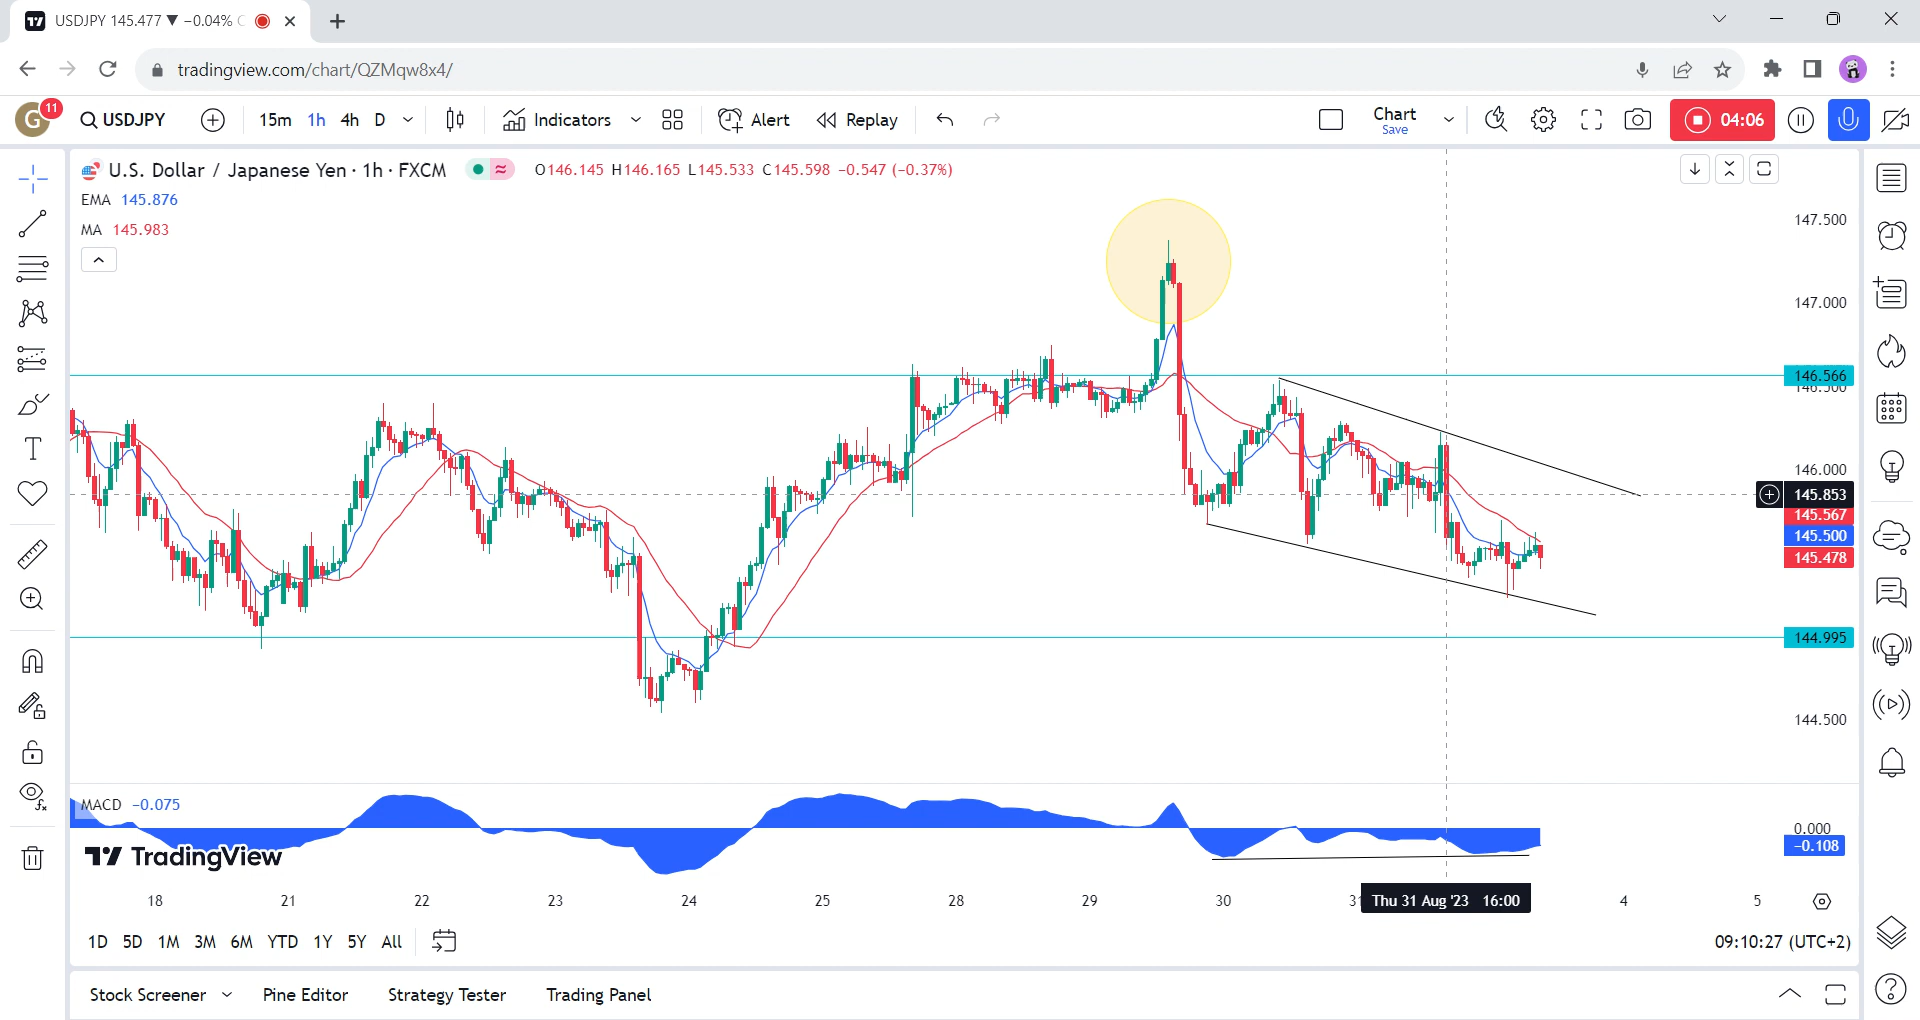 USDJPY 145.477 ▼ −0.04%
tradingview.com/chart/QZMqw8x4/
G 11 USDJPY 15m 1h 4h D Indicators Alert Replay Chart Save 04:06
U.S. Dollar / Japanese Yen · 1h · FXCM O146.145 H146.165 L145.533 C145.598 −0.547 (−0.37%)
EMA 145.876
MA 145.983
147.500
147.000
146.566
146.000
145.853
145.567
145.500
145.478
144.995
144.500
MACD −0.075
0.000
−0.108
TradingView
18 21 22 23 24 25 28 29 30 31 Thu 31 Aug '23 16:00 4 5
1D 5D 1M 3M 6M YTD 1Y 5Y All 09:10:27 (UTC+2)
Stock Screener Pine Editor Strategy Tester Trading Panel